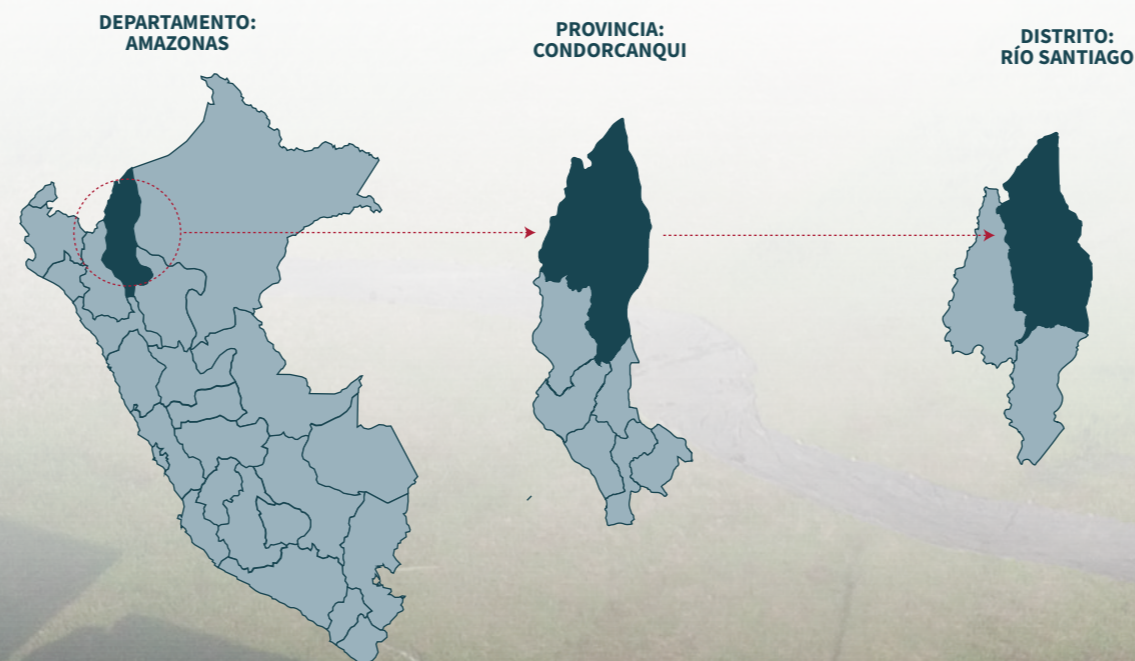 DEPARTAMENTO:
AMAZONAS
PROVINCIA:
CONDORCANQUI
DISTRITO:
RÍO SANTIAGO